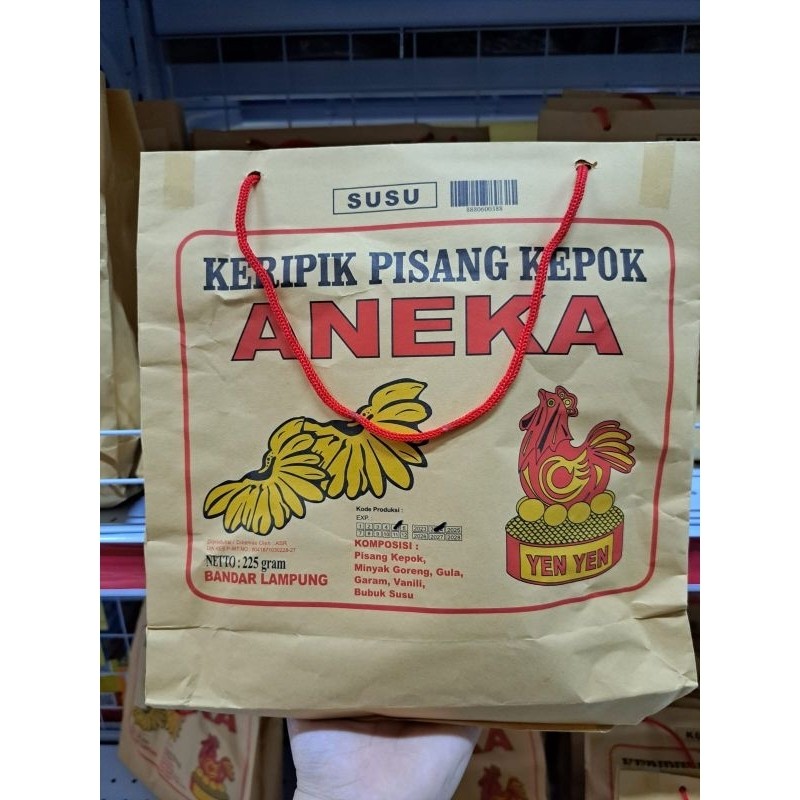 SUSU
KERIPIK PISANG KEPOK
ANEKA
Kode Produksi :
EXP.
KOMPOSISI :
Pisang Kepok,
Minyak Goreng, Gula,
Garam, Vanili,
Bubuk Susu
NETTO : 225 gram
BANDAR LAMPUNG
YEN YEN